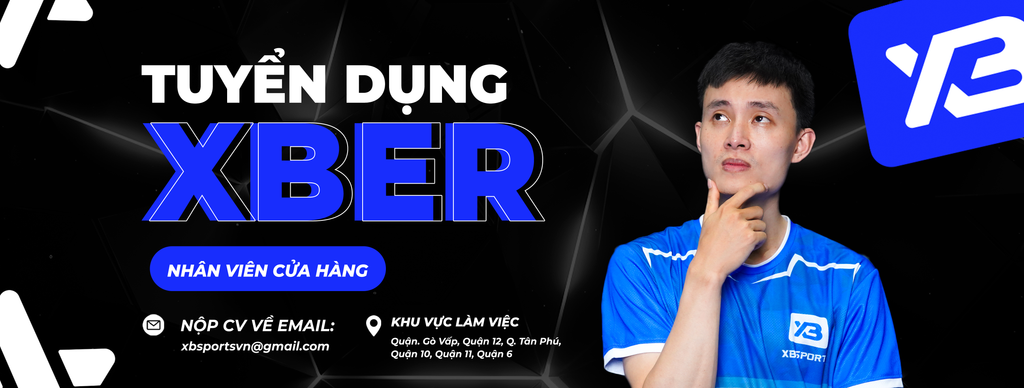 TUYỂN DỤNG
XBER
NHÂN VIÊN CỬA HÀNG
NỘP CV VỀ EMAIL:
xbsportsvn@gmail.com
KHU VỰC LÀM VIỆC
Quận. Gò Vấp, Quận 12, Q. Tân Phú,
Quận 10, Quận 11, Quận 6
XB
XB
XBSPORT